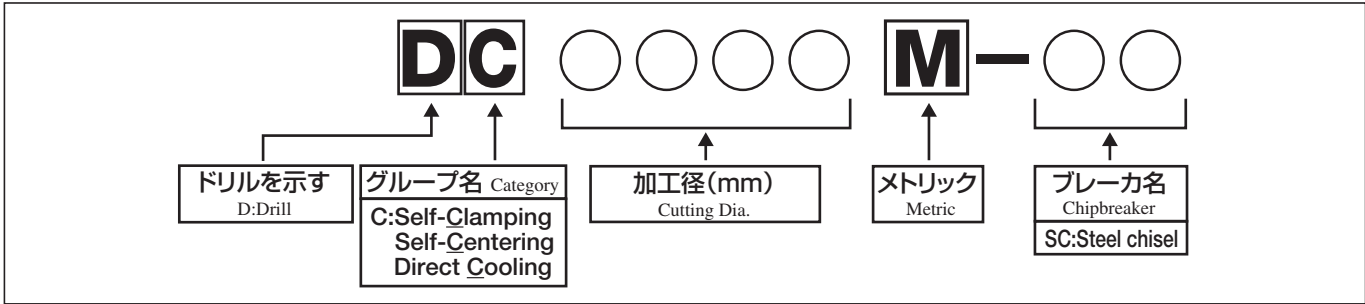 DC ○○○○ M－○○
ドリルを示す
D:Drill
グループ名 Category
C:Self-Clamping
Self-Centering
Direct Cooling
加工径(mm)
Cutting Dia.
メトリック
Metric
ブレーカ名
Chipbreaker
SC:Steel chisel